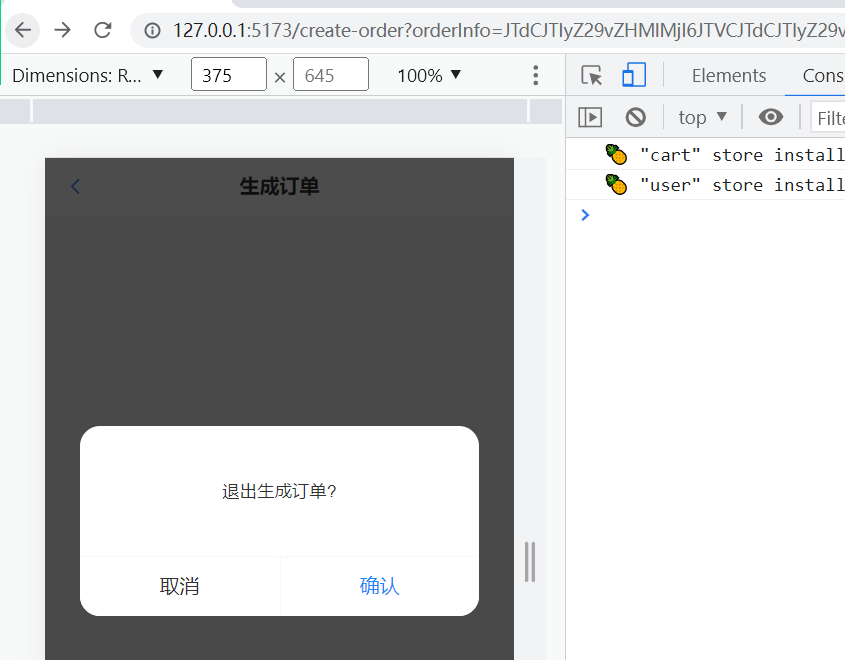 127.0.0.1:5173/create-order?orderInfo=JTdCJTIyZ29vZHMlMjI6JTVCJTdCJTIyZ29v
Dimensions: R... 375 × 645 100% Elements Cons
top Filte
"cart" store install
"user" store install
生成订单
退出生成订单?
取消 确认